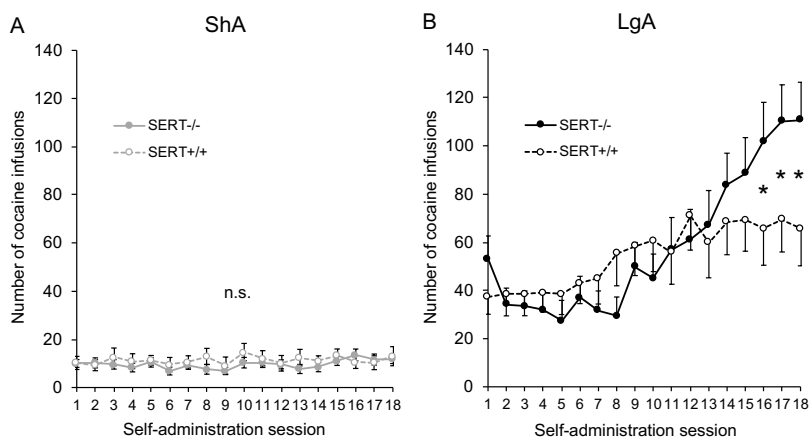 A
ShA
Number of cocaine infusions
140
120
100
80
60
40
20
0
SERT-/-
SERT+/+
n.s.
1 2 3 4 5 6 7 8 9 10 11 12 13 14 15 16 17 18
Self-administration session
B
LgA
Number of cocaine infusions
140
120
100
80
60
40
20
0
SERT-/-
SERT+/+
* * *
1 2 3 4 5 6 7 8 9 10 11 12 13 14 15 16 17 18
Self-administration session